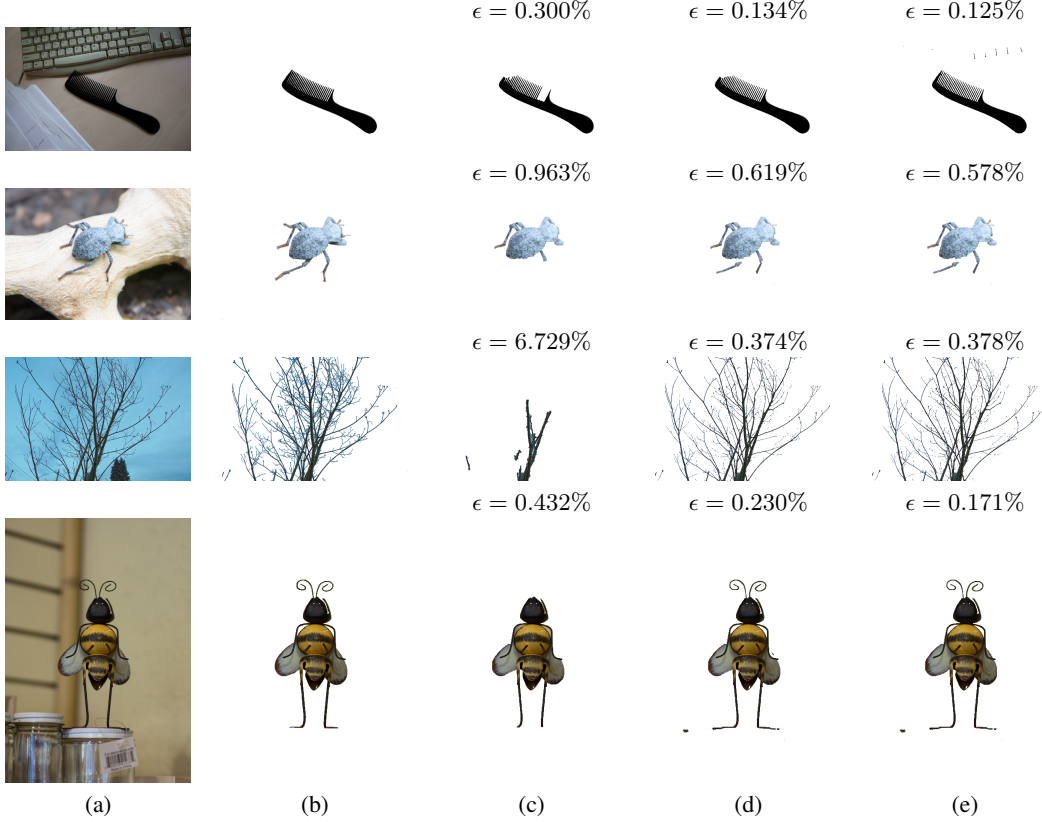 ϵ = 0.300% ϵ = 0.134% ϵ = 0.125%
ϵ = 0.963% ϵ = 0.619% ϵ = 0.578%
ϵ = 6.729% ϵ = 0.374% ϵ = 0.378%
ϵ = 0.432% ϵ = 0.230% ϵ = 0.171%
(a) (b) (c) (d) (e)